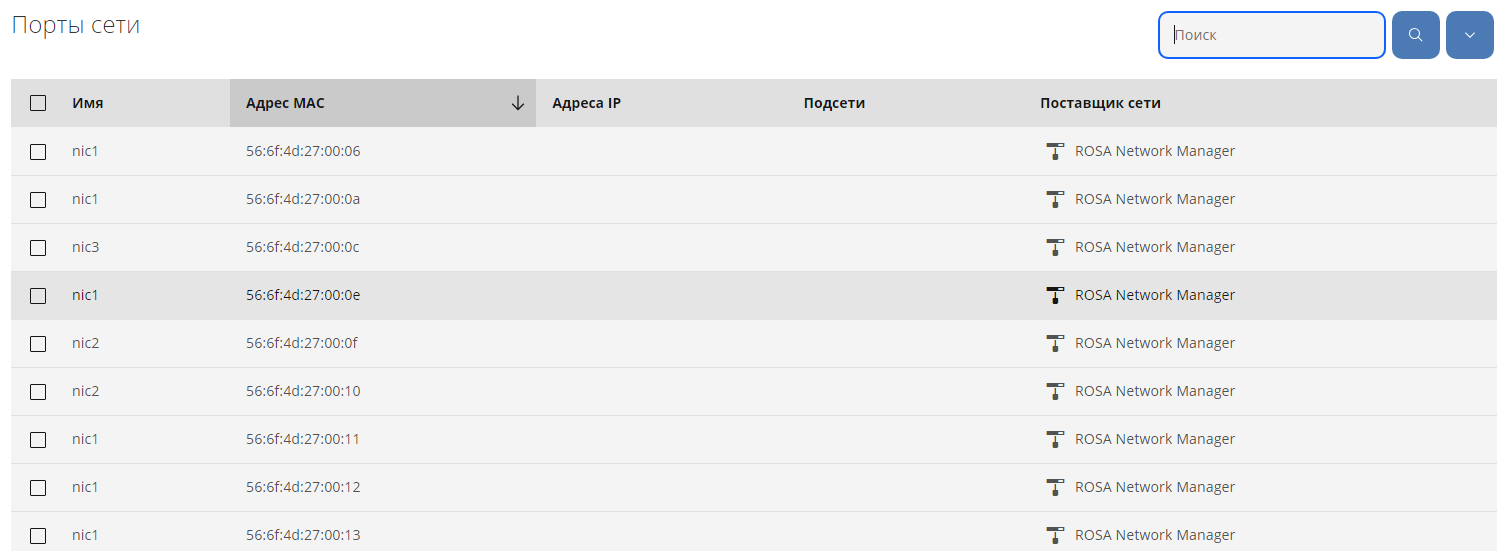 Порты сети
Поиск
Имя Адрес MAC Адреса IP Подсети Поставщик сети
nic1 56:6f:4d:27:00:06 ROSA Network Manager
nic1 56:6f:4d:27:00:0a ROSA Network Manager
nic3 56:6f:4d:27:00:0c ROSA Network Manager
nic1 56:6f:4d:27:00:0e ROSA Network Manager
nic2 56:6f:4d:27:00:0f ROSA Network Manager
nic2 56:6f:4d:27:00:10 ROSA Network Manager
nic1 56:6f:4d:27:00:11 ROSA Network Manager
nic1 56:6f:4d:27:00:12 ROSA Network Manager
nic1 56:6f:4d:27:00:13 ROSA Network Manager